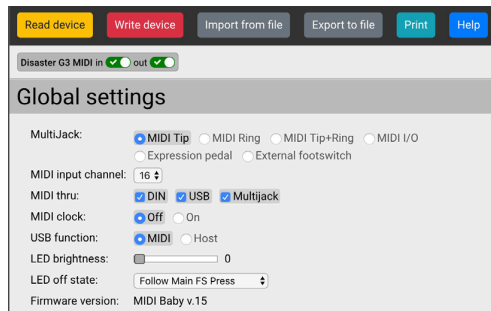 Read device Write device Import from file Export to file Print Help
Disaster G3 MIDI in out
Global settings
MultiJack: MIDI Tip MIDI Ring MIDI Tip+Ring MIDI I/O
Expression pedal External footswitch
MIDI input channel: 16
MIDI thru: DIN USB Multijack
MIDI clock: Off On
USB function: MIDI Host
LED brightness: 0
LED off state: Follow Main FS Press
Firmware version: MIDI Baby v.15